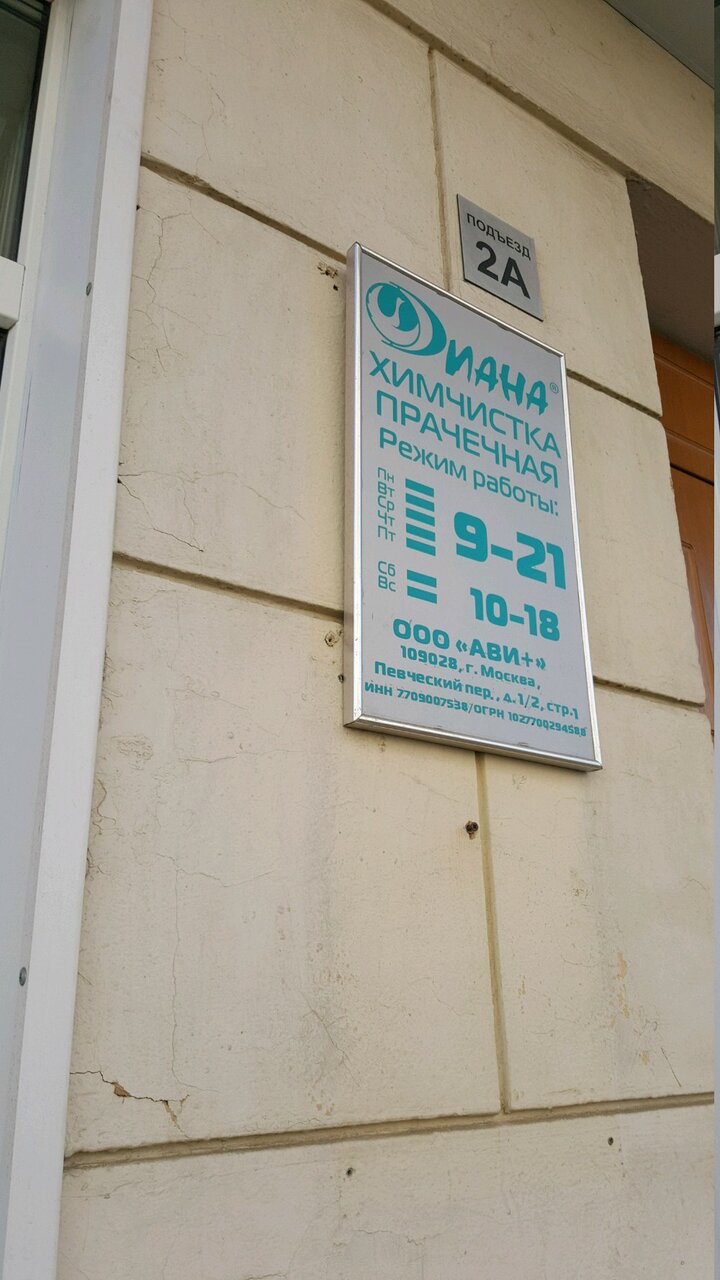 ПОДЪЕЗД
2А
Диана®
ХИМЧИСТКА
ПРАЧЕЧНАЯ
Режим работы:
Пн
Вт
Ср
Чт
Пт
9-21
Сб
Вс
10-18
ООО «АВИ+»
109028, г. Москва,
Певческий пер., д.1/2, стр.1
ИНН 7709007538/ОГРН 1027700294588